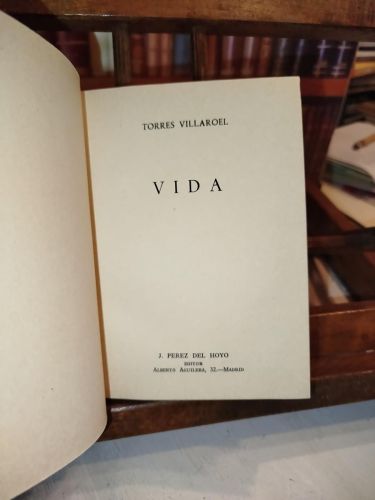 TORRES VILLAROEL
VIDA
J. PEREZ DEL HOYO
EDITOR
ALBERTO AGUILERA, 32.—MADRID